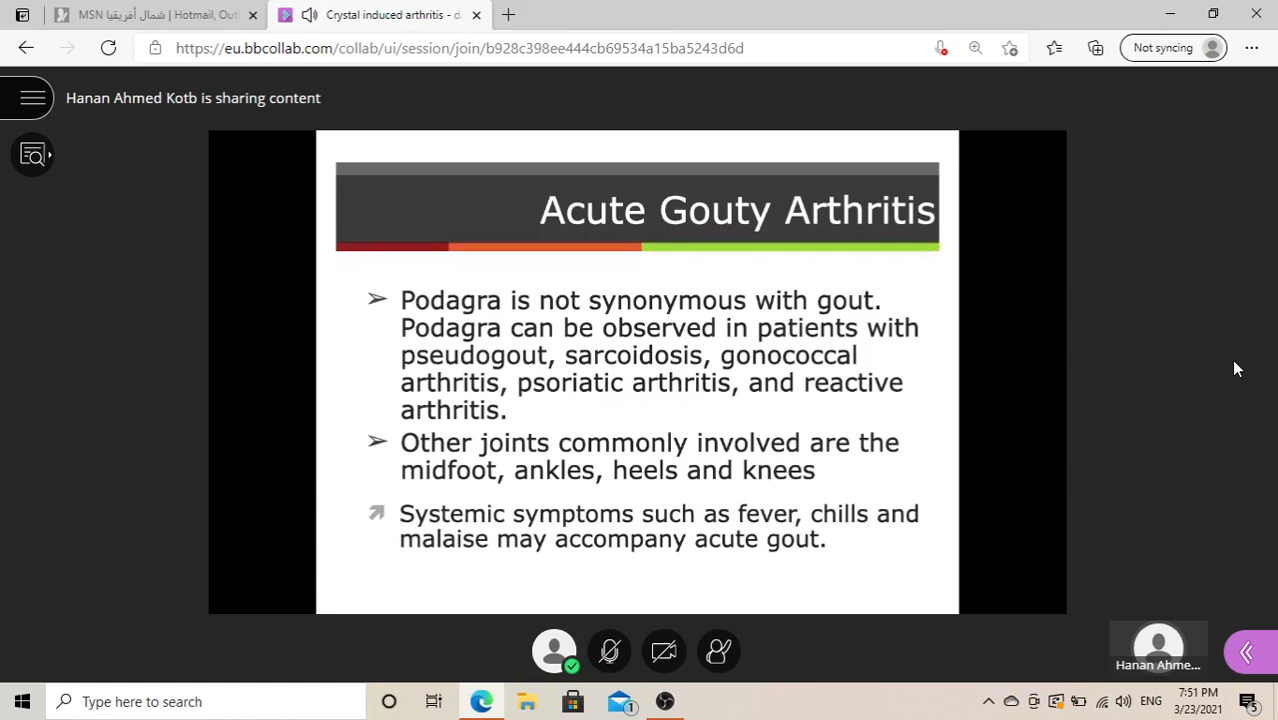 MSN شمال أفريقيا | Hotmail, Outl
Crystal induced arthritis - d
https://eu.bbcollab.com/collab/ui/session/join/b928c398ee444cb69534a15ba5243d6d
Not syncing
Hanan Ahmed Kotb is sharing content
Acute Gouty Arthritis
➢ Podagra is not synonymous with gout.
Podagra can be observed in patients with
pseudogout, sarcoidosis, gonococcal
arthritis, psoriatic arthritis, and reactive
arthritis.
➢ Other joints commonly involved are the
midfoot, ankles, heels and knees
Systemic symptoms such as fever, chills and
malaise may accompany acute gout.
Hanan Ahme...
Type here to search
1
ENG
7:51 PM
3/23/2021
5